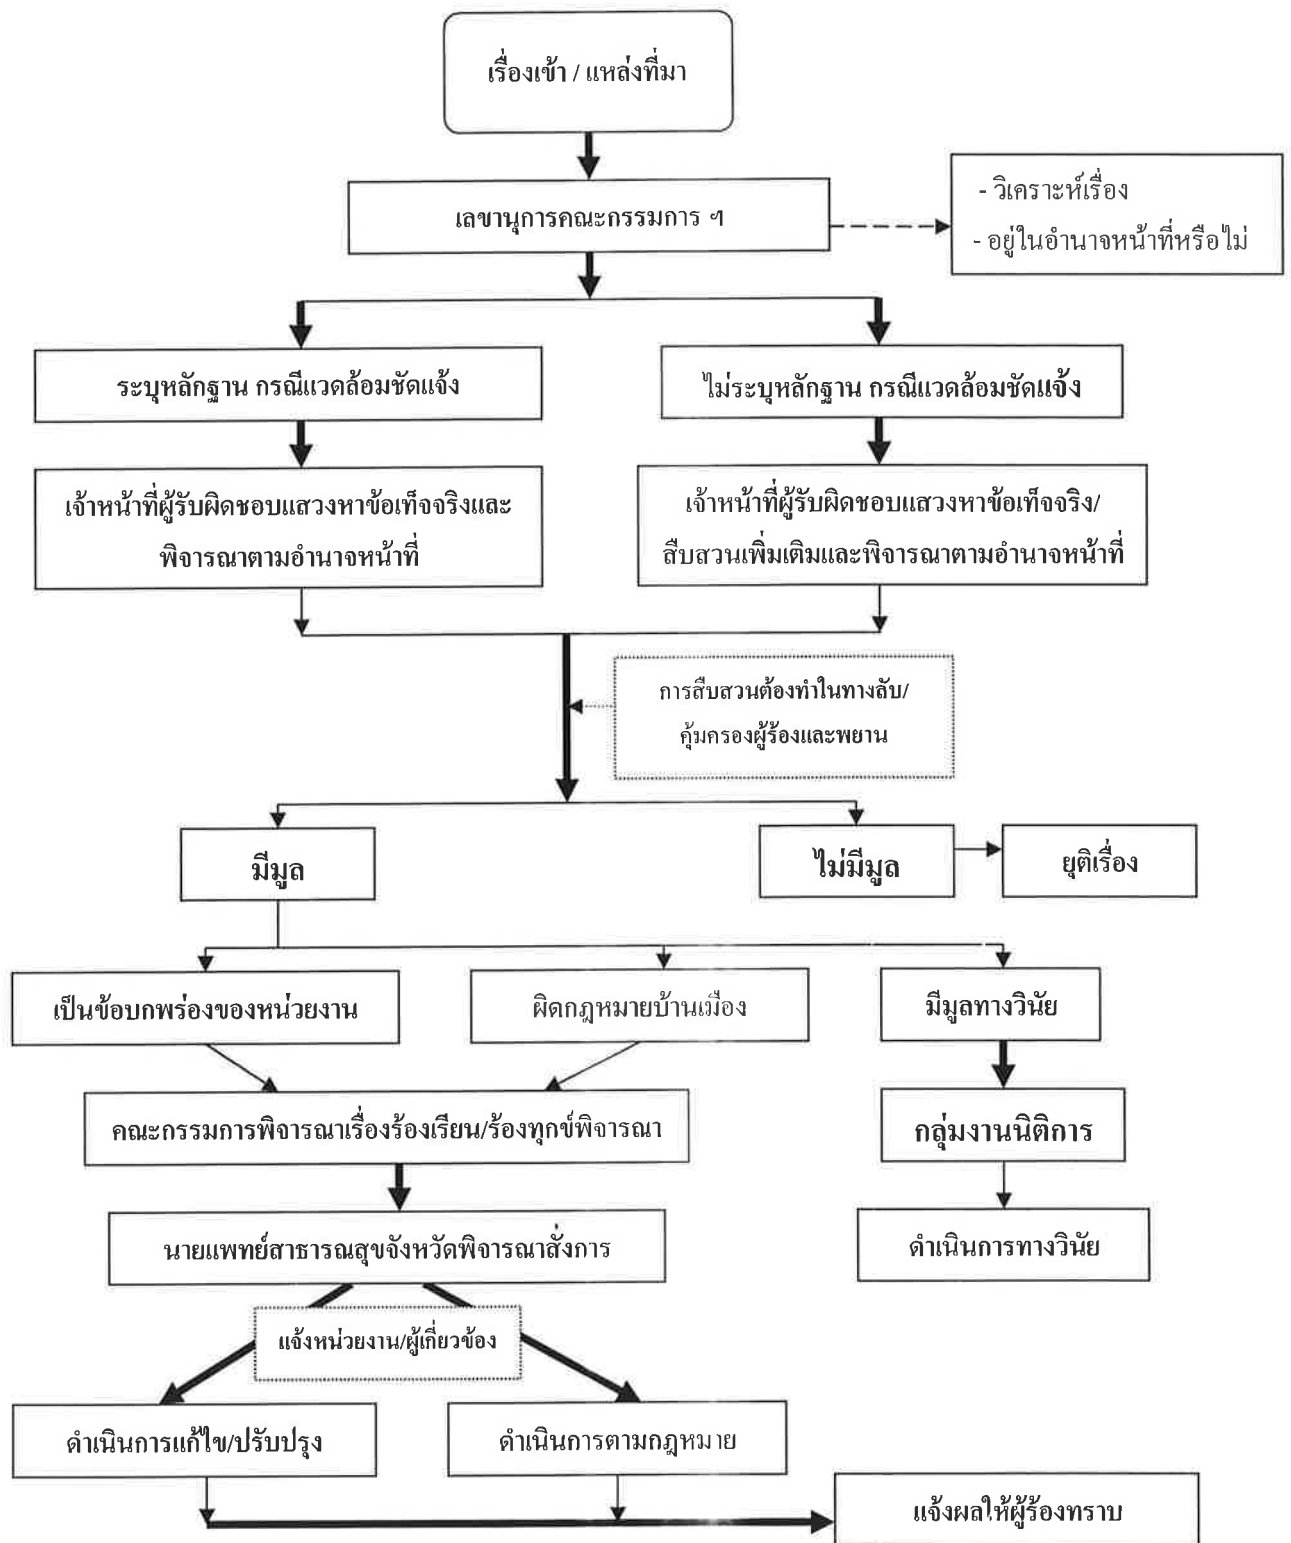 เรื่องเข้า / แหล่งที่มา
เลขานุการคณะกรรมการ ฯ
- วิเคราะห์เรื่อง
- อยู่ในอำนาจหน้าที่หรือไม่
ระบุหลักฐาน กรณีแวดล้อมชัดแจ้ง
ไม่ระบุหลักฐาน กรณีแวดล้อมชัดแจ้ง
เจ้าหน้าที่ผู้รับผิดชอบแสวงหาข้อเท็จจริงและ
พิจารณาตามอำนาจหน้าที่
เจ้าหน้าที่ผู้รับผิดชอบแสวงหาข้อเท็จจริง/
สืบสวนเพิ่มเติมและพิจารณาตามอำนาจหน้าที่
การสืบสวนต้องทำในทางลับ/
คุ้มครองผู้ร้องและพยาน
มีมูล
ไม่มีมูล
ยุติเรื่อง
เป็นข้อบกพร่องของหน่วยงาน
ผิดกฎหมายบ้านเมือง
มีมูลทางวินัย
คณะกรรมการพิจารณาเรื่องร้องเรียน/ร้องทุกข์พิจารณา
กลุ่มงานนิติการ
นายแพทย์สาธารณสุขจังหวัดพิจารณาสั่งการ
ดำเนินการทางวินัย
แจ้งหน่วยงาน/ผู้เกี่ยวข้อง
ดำเนินการแก้ไข/ปรับปรุง
ดำเนินการตามกฎหมาย
แจ้งผลให้ผู้ร้องทราบ